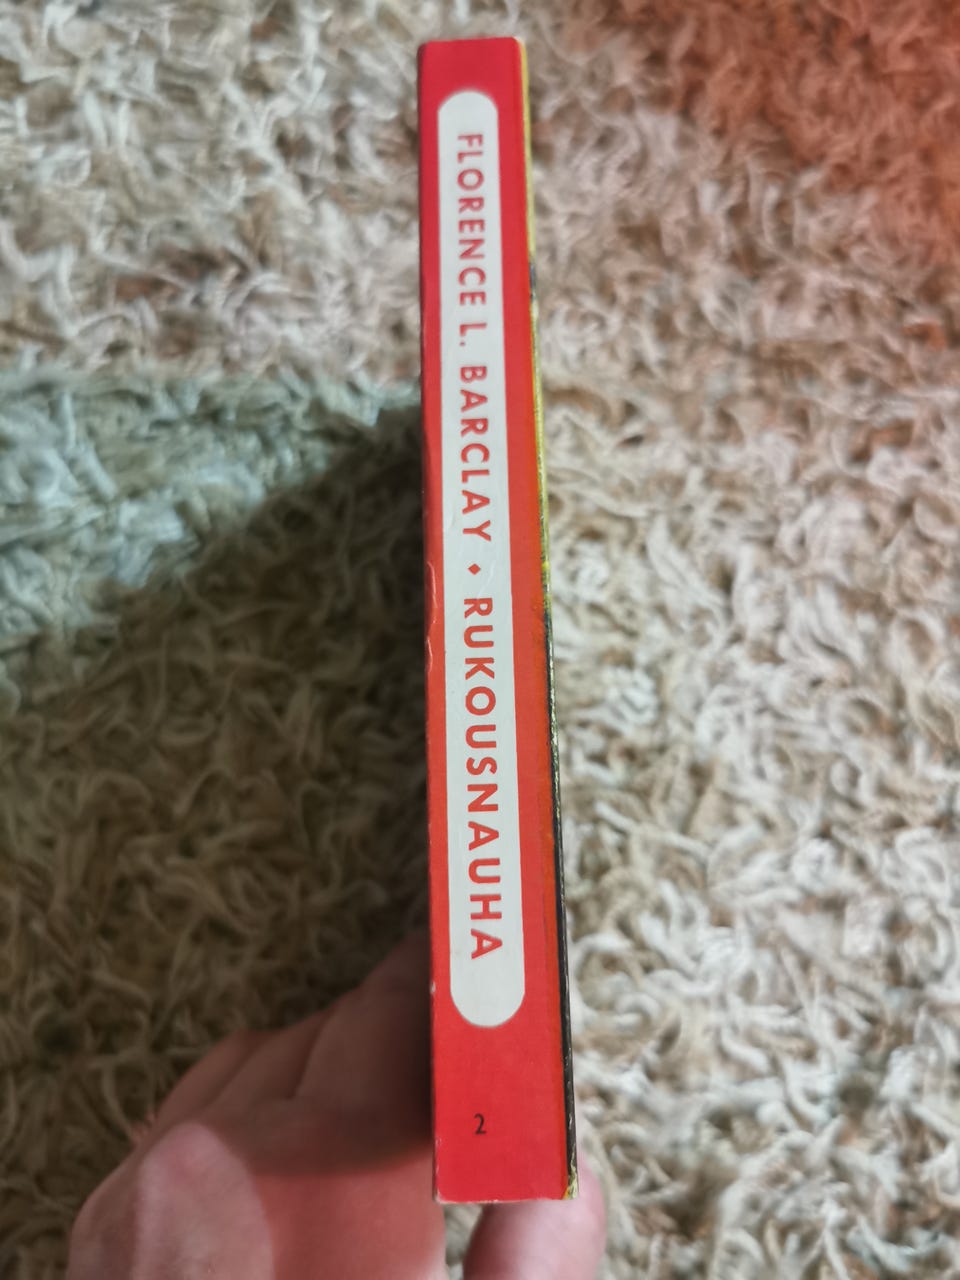 FLORENCE L. BARCLAY • RUKOUSNAUHA
2